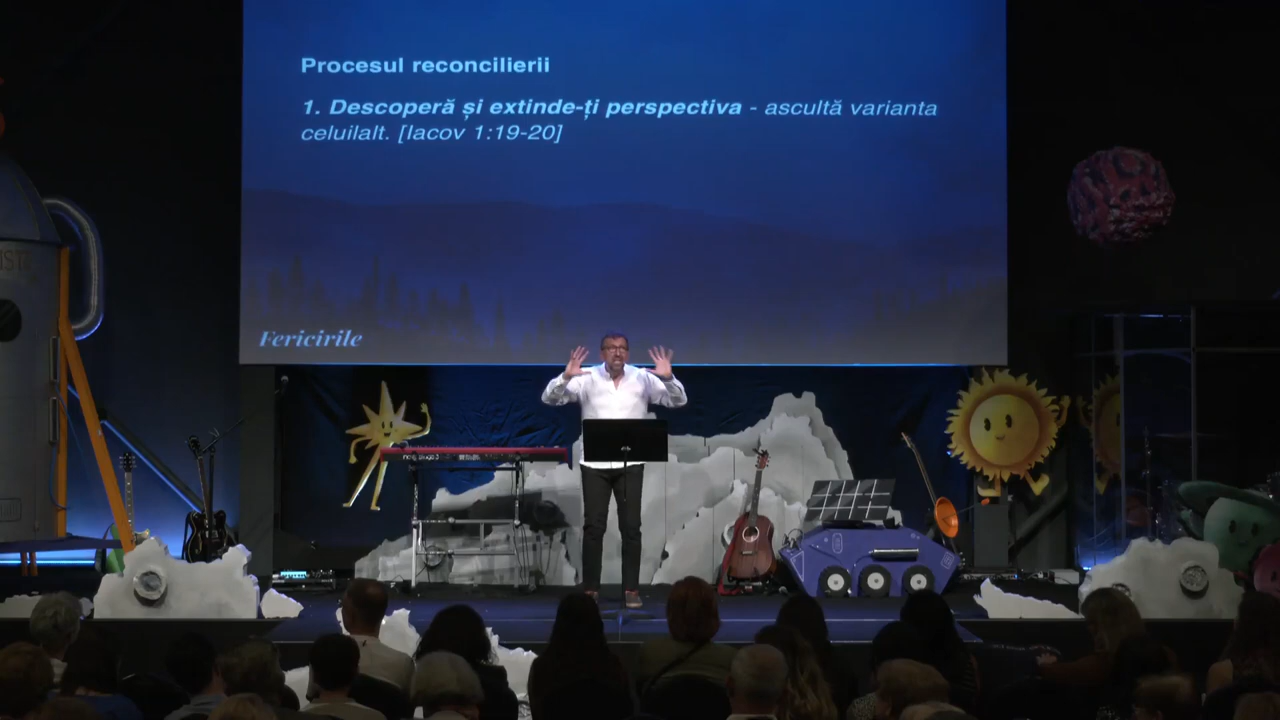 Procesul reconcilierii
1. Descoperă și extinde-ți perspectiva - ascultă varianta
celuilalt. [Iacov 1:19-20]
Fericirile